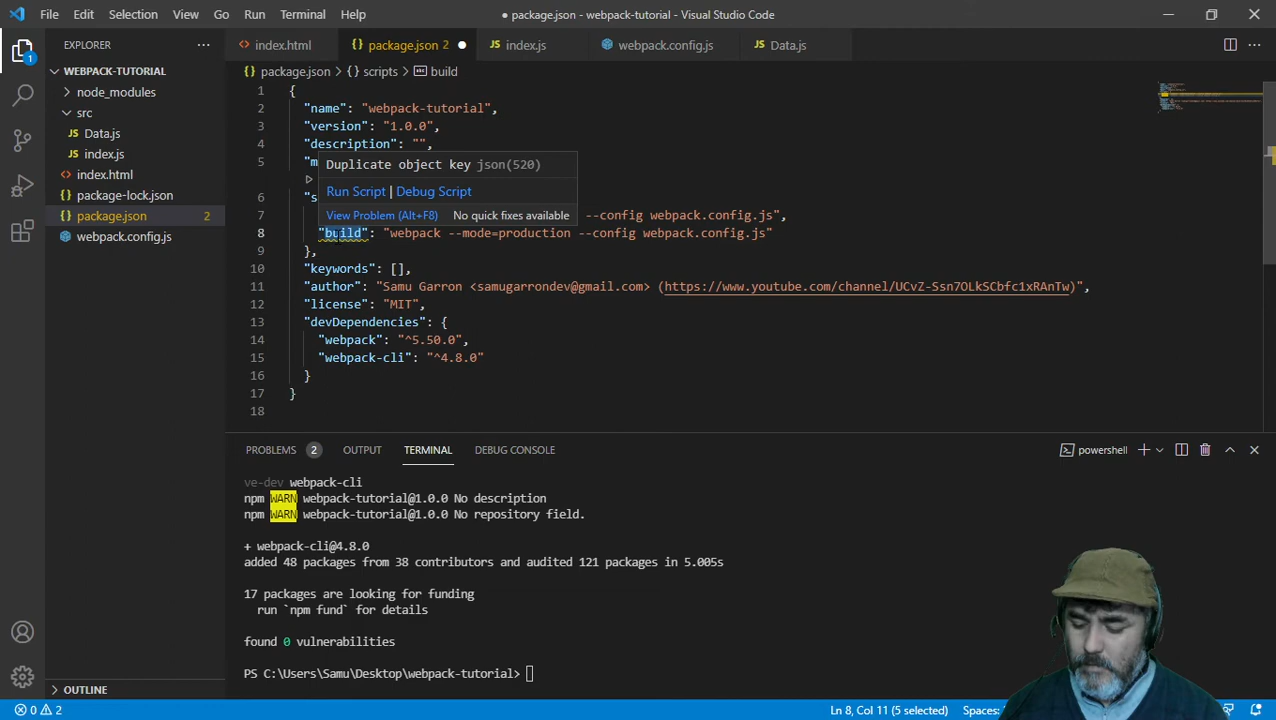 File Edit Selection View Go Run Terminal Help
● package.json - webpack-tutorial - Visual Studio Code
EXPLORER
WEBPACK-TUTORIAL
node_modules
src
Data.js
index.js
index.html
package-lock.json
package.json 2
webpack.config.js
OUTLINE
index.html package.json 2 index.js webpack.config.js Data.js
package.json > {} scripts > build
1 {
2 "name": "webpack-tutorial",
3 "version": "1.0.0",
4 "description": "",
5 "m
6 "s
7 --config webpack.config.js",
8 "build": "webpack --mode=production --config webpack.config.js"
9 },
10 "keywords": [],
11 "author": "Samu Garron <samugarrondev@gmail.com> (https://www.youtube.com/channel/UCvZ-Ssn7OLkSCbfc1xRAnTw)",
12 "license": "MIT",
13 "devDependencies": {
14 "webpack": "^5.50.0",
15 "webpack-cli": "^4.8.0"
16 }
17 }
18
Duplicate object key json(520)
Run Script | Debug Script
View Problem (Alt+F8) No quick fixes available
PROBLEMS 2 OUTPUT TERMINAL DEBUG CONSOLE
powershell
ve-dev webpack-cli
npm WARN webpack-tutorial@1.0.0 No description
npm WARN webpack-tutorial@1.0.0 No repository field.
+ webpack-cli@4.8.0
added 48 packages from 38 contributors and audited 121 packages in 5.005s
17 packages are looking for funding
run `npm fund` for details
found 0 vulnerabilities
PS C:\Users\Samu\Desktop\webpack-tutorial>
0 2
Ln 8, Col 11 (5 selected) Spaces: